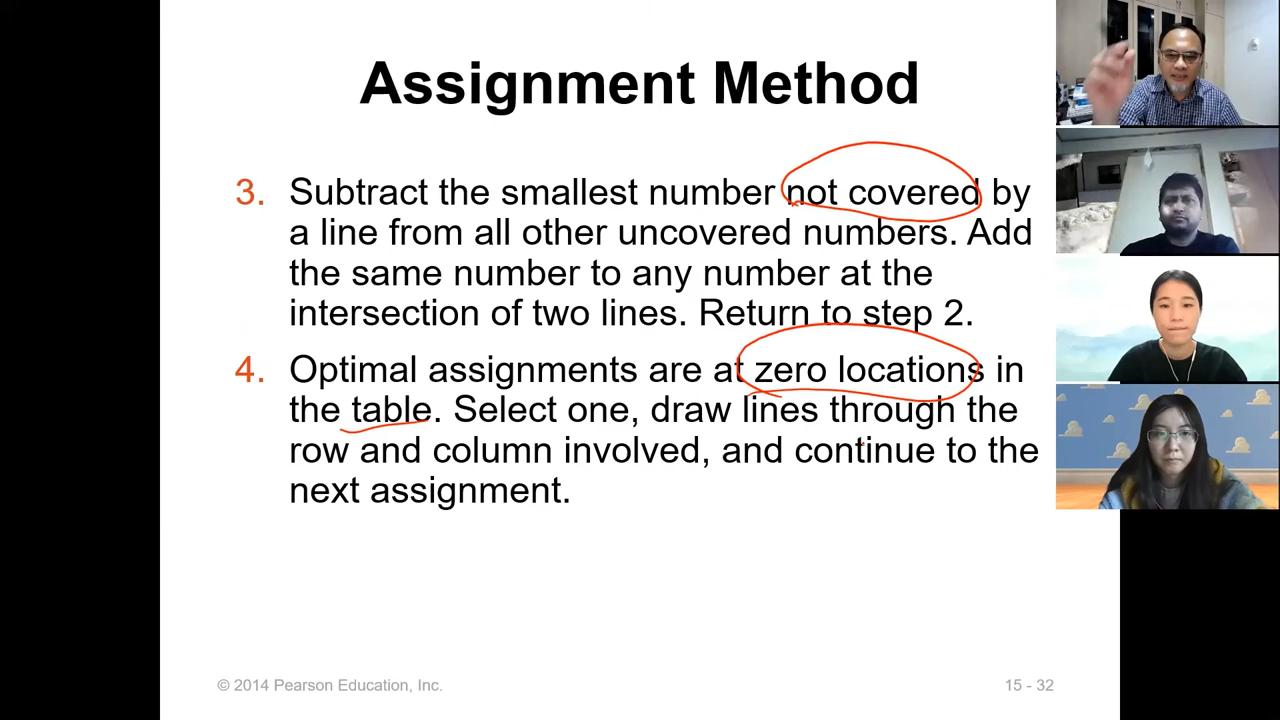 Assignment Method
3. Subtract the smallest number not covered by
a line from all other uncovered numbers. Add
the same number to any number at the
intersection of two lines. Return to step 2.
4. Optimal assignments are at zero locations in
the table. Select one, draw lines through the
row and column involved, and continue to the
next assignment.
© 2014 Pearson Education, Inc.
15 - 32